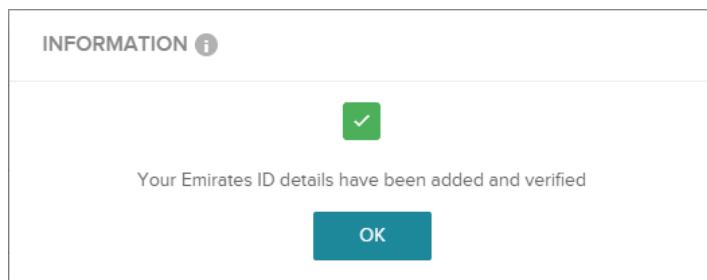 INFORMATION
Your Emirates ID details have been added and verified
OK